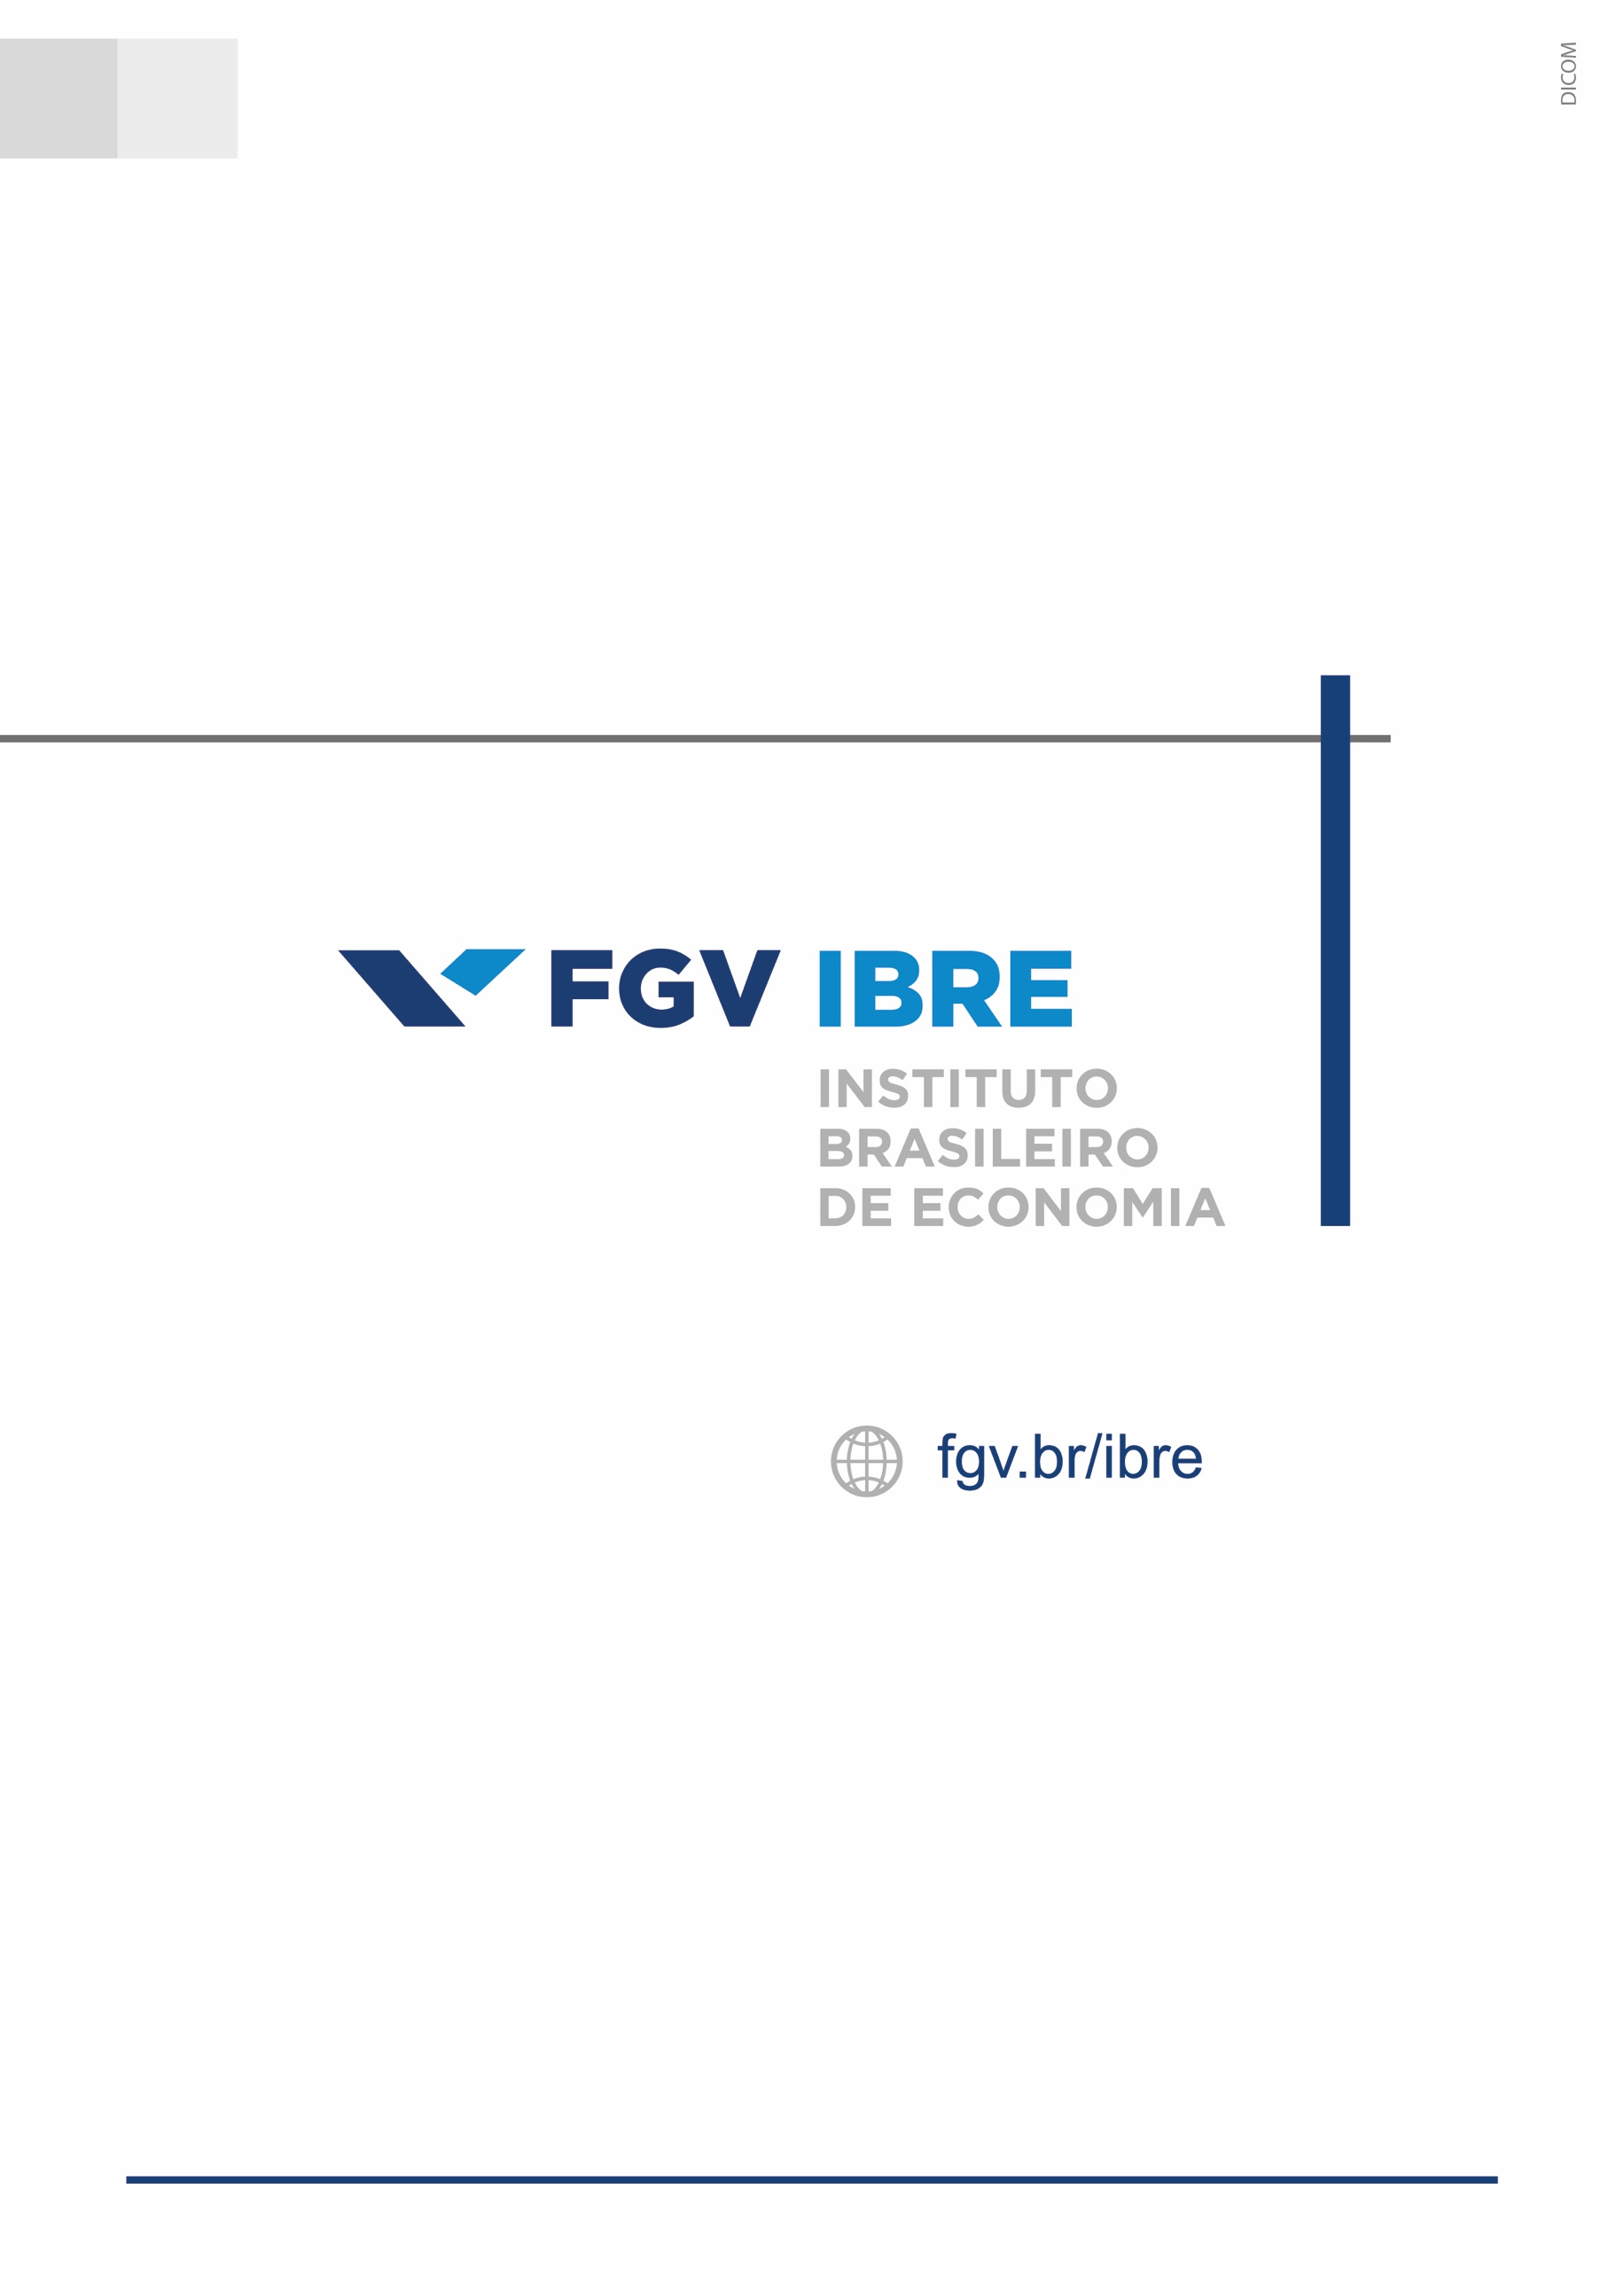 DICOM
FGV IBRE
INSTITUTO
BRASILEIRO
DE ECONOMIA
fgv.br/ibre